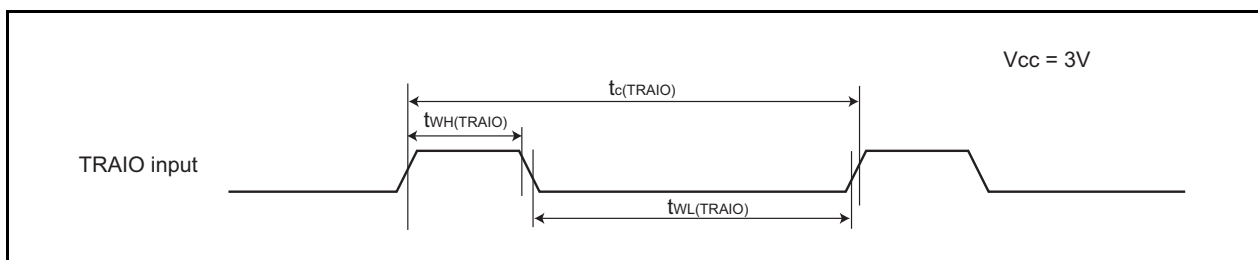 Vcc = 3V
tc(TRAIO)
tWH(TRAIO)
TRAIO input
tWL(TRAIO)